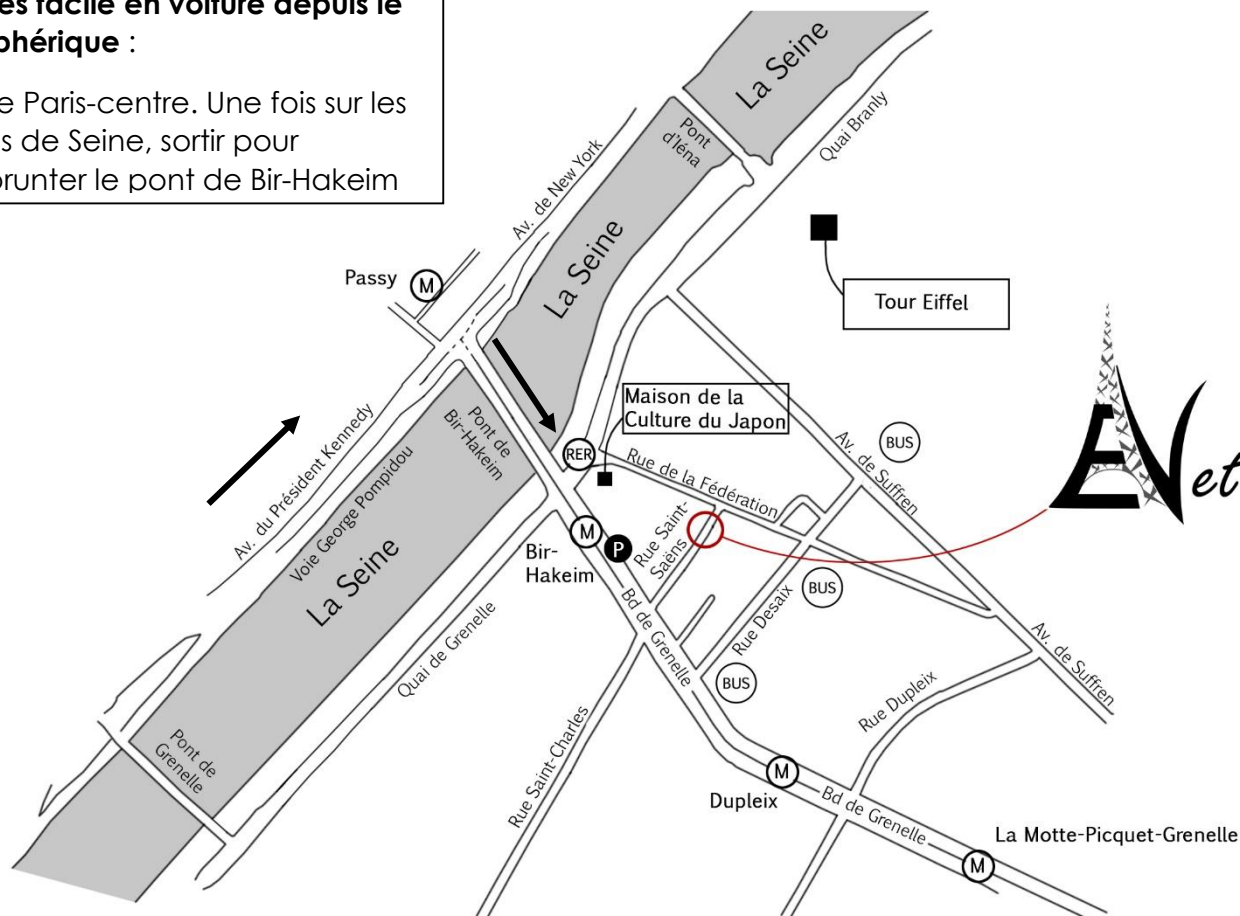 ès facile en voiture depuis le
phérique :
e Paris-centre. Une fois sur les
s de Seine, sortir pour
runter le pont de Bir-Hakeim
La Seine
Quai Branly
Pont
d'Iéna
Av. de New York
La Seine
Passy
M
Tour Eiffel
Maison de la
Culture du Japon
Av. du Président Kennedy
Voie George Pompidou
Pont de
Bir-Hakeim
RER
Rue de la Fédération
Av. de Suffren
BUS
ENet
La Seine
M
P
Bir-
Hakeim
Rue Saint-
Saëns
Quai de Grenelle
Bd de Grenelle
Rue Desaix
BUS
BUS
Av. de Suffren
Rue Dupleix
Pont de
Grenelle
Rue Saint-Charles
M
Dupleix
Bd de Grenelle
La Motte-Picquet-Grenelle
M